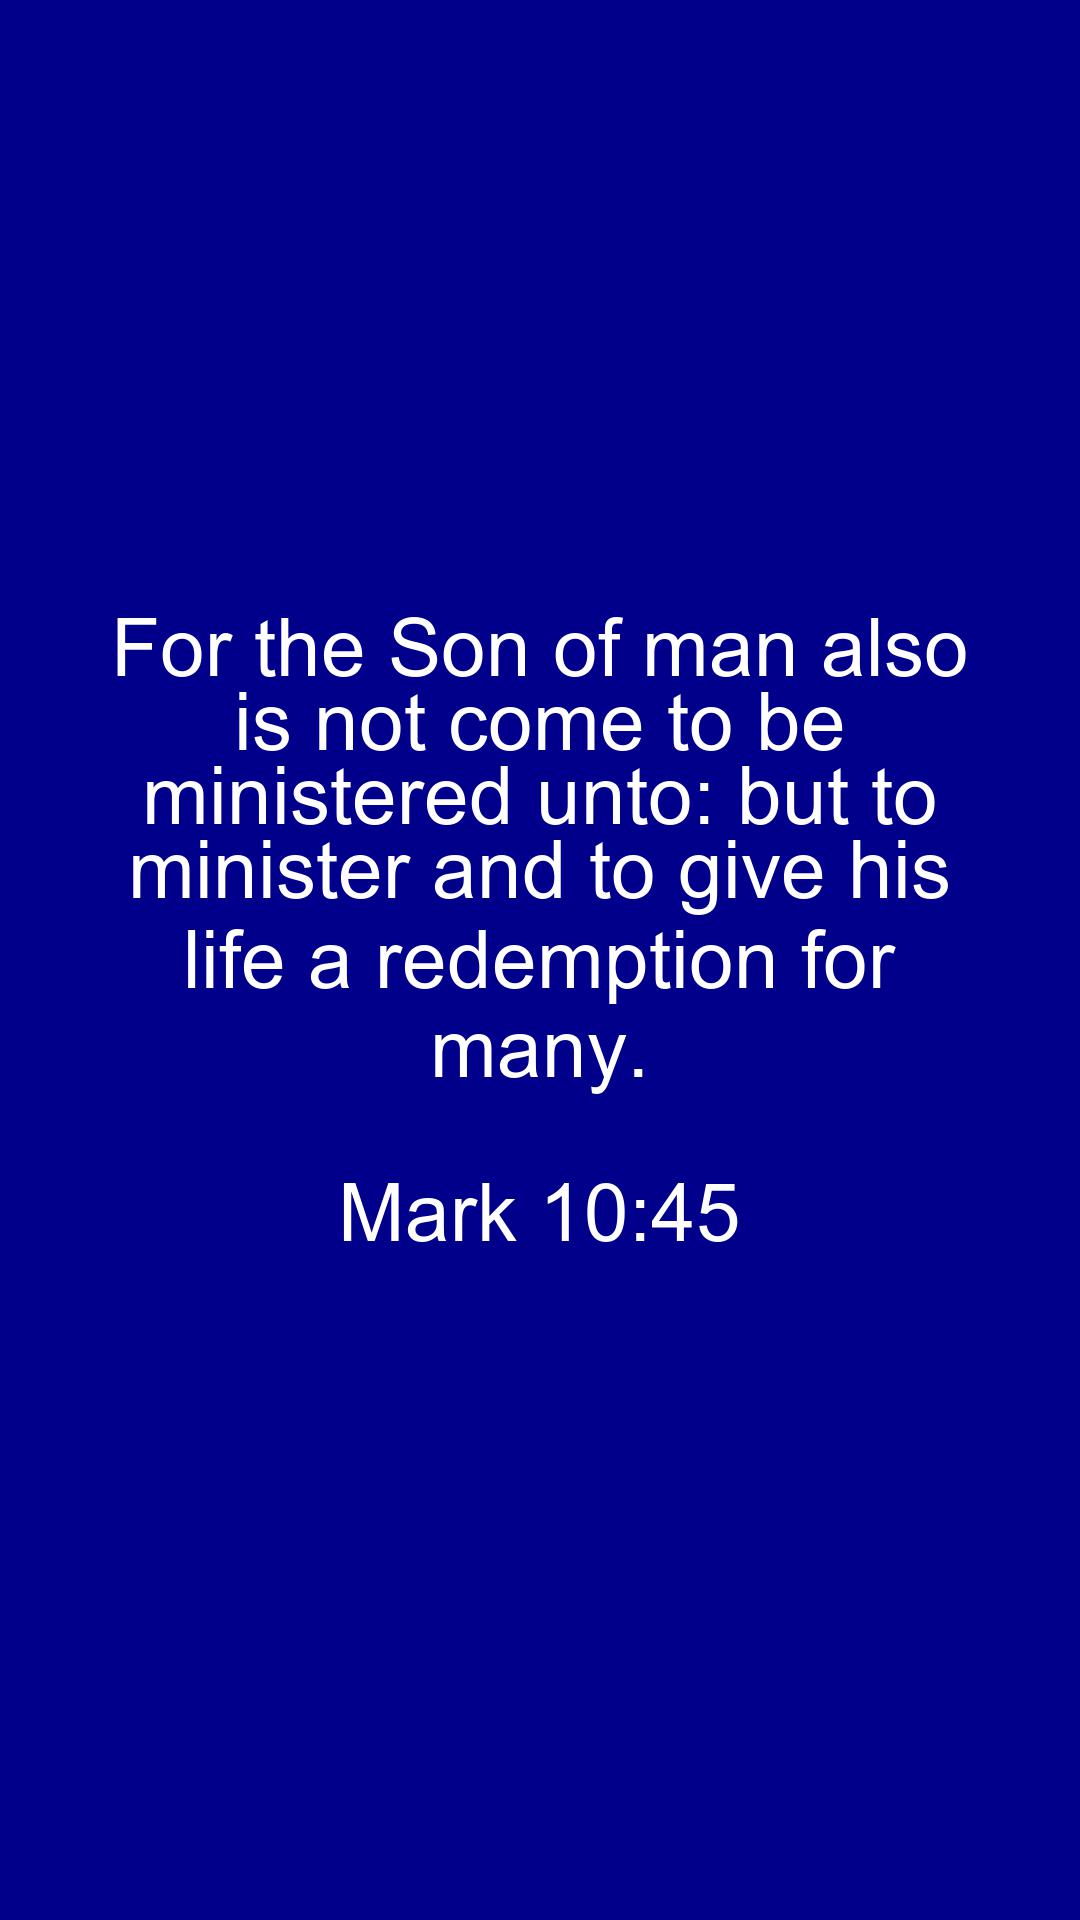 For the Son of man also
is not come to be
ministered unto: but to
minister and to give his
life a redemption for
many.
Mark 10:45